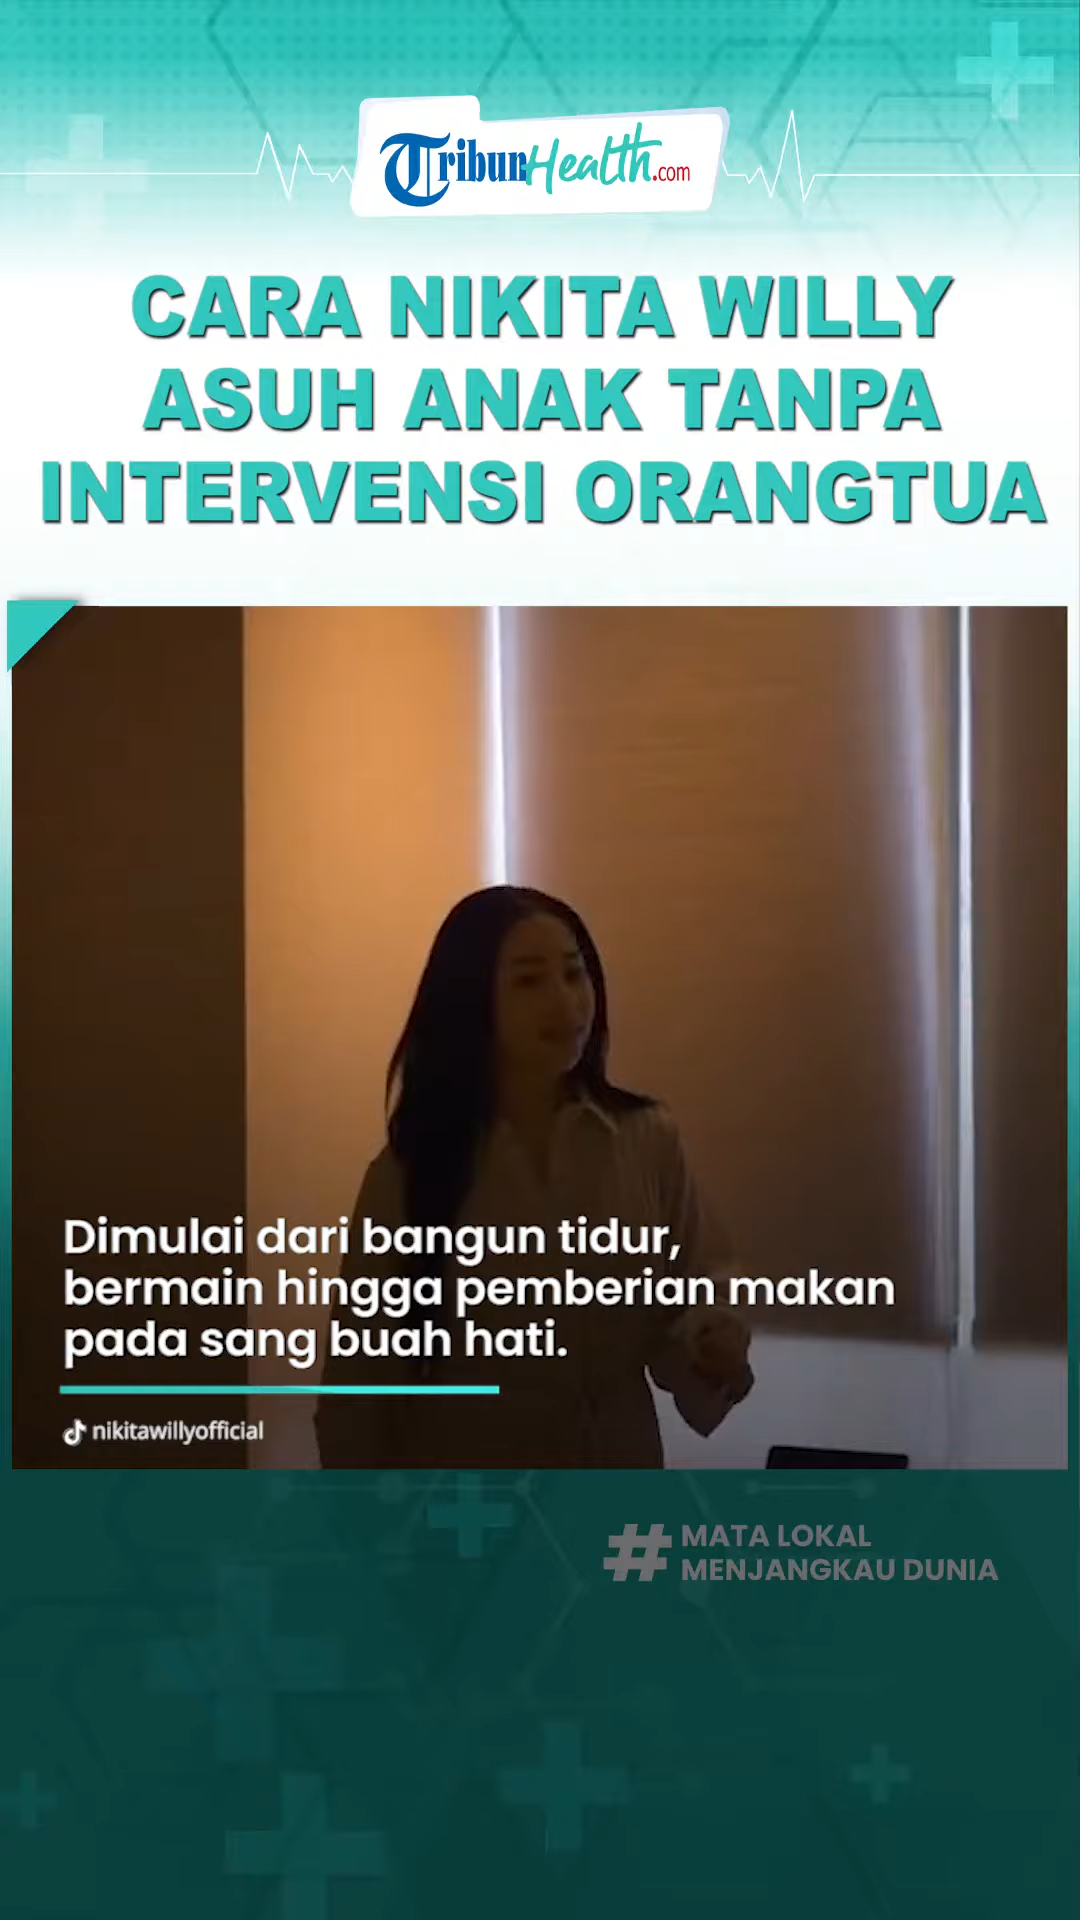 TribunHealth.com
CARA NIKITA WILLY
ASUH ANAK TANPA
INTERVENSI ORANGTUA
Dimulai dari bangun tidur,
bermain hingga pemberian makan
pada sang buah hati.
nikitawillyofficial
# MATA LOKAL
MENJANGKAU DUNIA